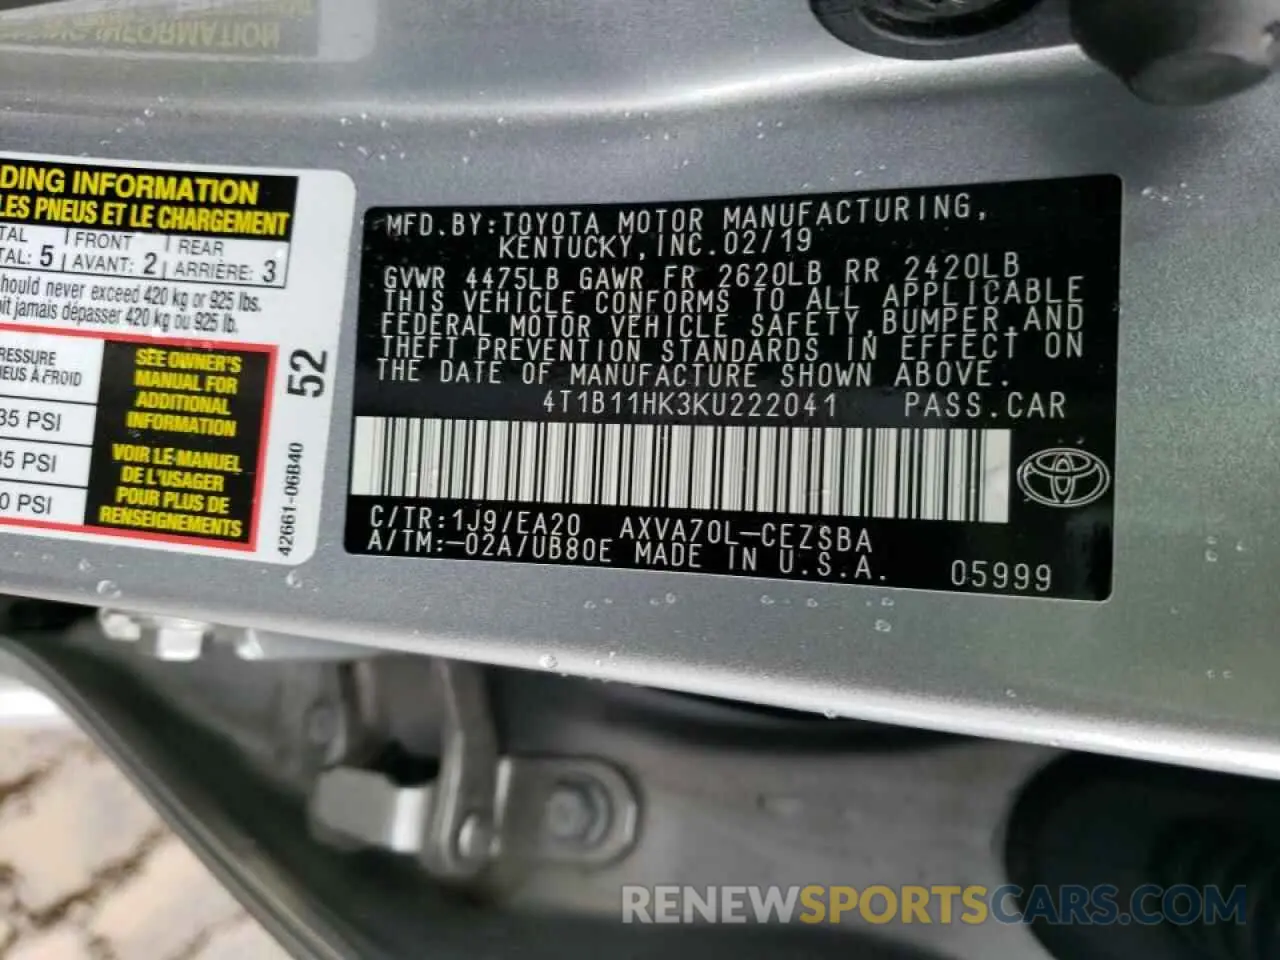 DING INFORMATION
LES PNEUS ET LE CHARGEMENT
TAL FRONT REAR
TAL: 5 AVANT: 2 ARRIÈRE: 3
hould never exceed 420 kg or 925 lbs.
it jamais dépasser 420 kg ou 925 lb.
RESSURE
NEUS À FROID
35 PSI
35 PSI
0 PSI
SEE OWNER'S
MANUAL FOR
ADDITIONAL
INFORMATION
VOIR LE MANUEL
DE L'USAGER
POUR PLUS DE
RENSEIGNEMENTS
52
42661-06B40
MFD.BY:TOYOTA MOTOR MANUFACTURING,
KENTUCKY,INC.02/19
GVWR 4475LB GAWR FR 2620LB RR 2420LB
THIS VEHICLE CONFORMS TO ALL APPLICABLE
FEDERAL MOTOR VEHICLE SAFETY,BUMPER,AND
THEFT PREVENTION STANDARDS IN EFFECT ON
THE DATE OF MANUFACTURE SHOWN ABOVE.
4T1B11HK3KU222041 PASS.CAR
C/TR:1J9/EA20 AXVA70L-CEZSBA
A/TM:-02A/UB80E MADE IN U.S.A.
05999
RENEWSPORTSCARS.COM